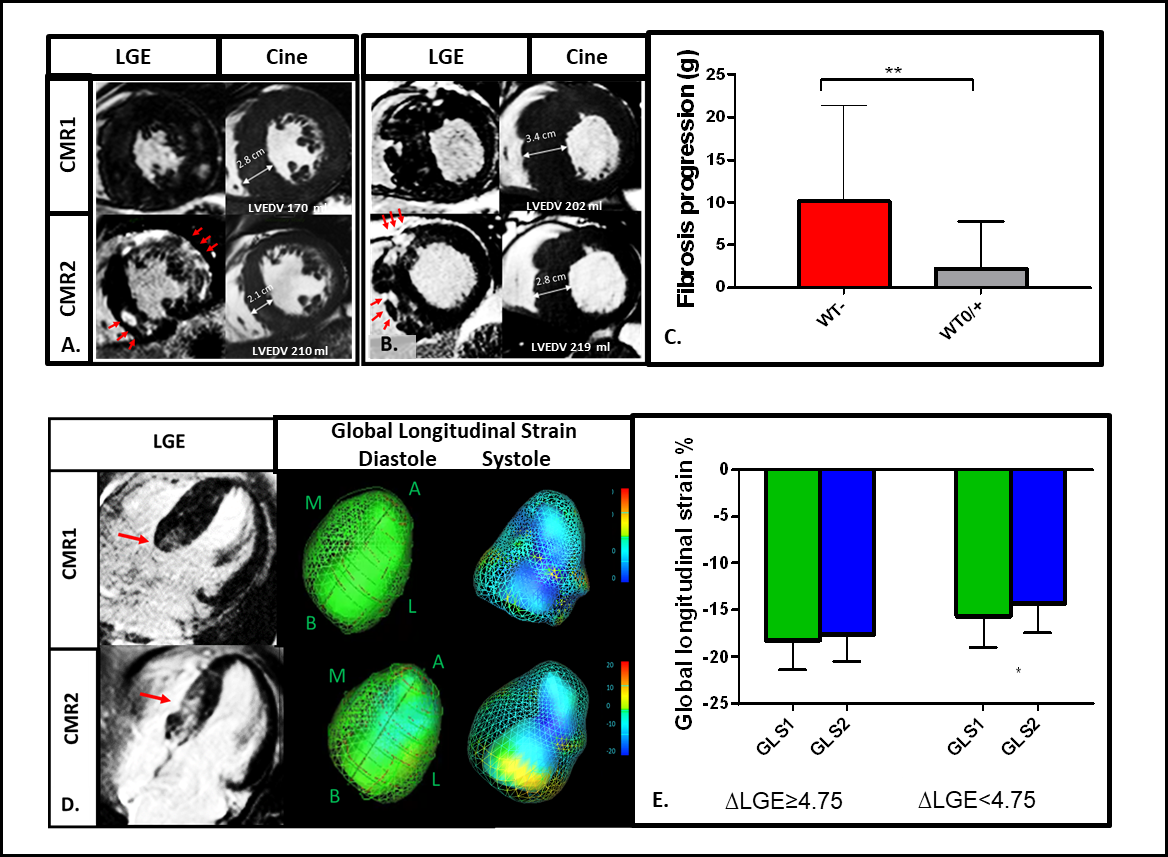 LGE Cine
LGE Cine
CMR1
CMR2
2.8 cm
LVEDV 170 ml
2.1 cm
LVEDV 210 ml
A.
3.4 cm
LVEDV 202 ml
2.8 cm
LVEDV 219 ml
B.
Fibrosis progression (g)
25
20
15
10
5
0
**
WT-
WT0/+
C.
LGE
Global Longitudinal Strain
Diastole Systole
CMR1
CMR2
M
A
L
B
0
0
M
A
L
B
20
10
0
-10
-20
D.
Global longitudinal strain %
0
-5
-10
-15
-20
-25
*
GLS1
GLS2
GLS1
GLS2
E.
ΔLGE≥4.75
ΔLGE<4.75